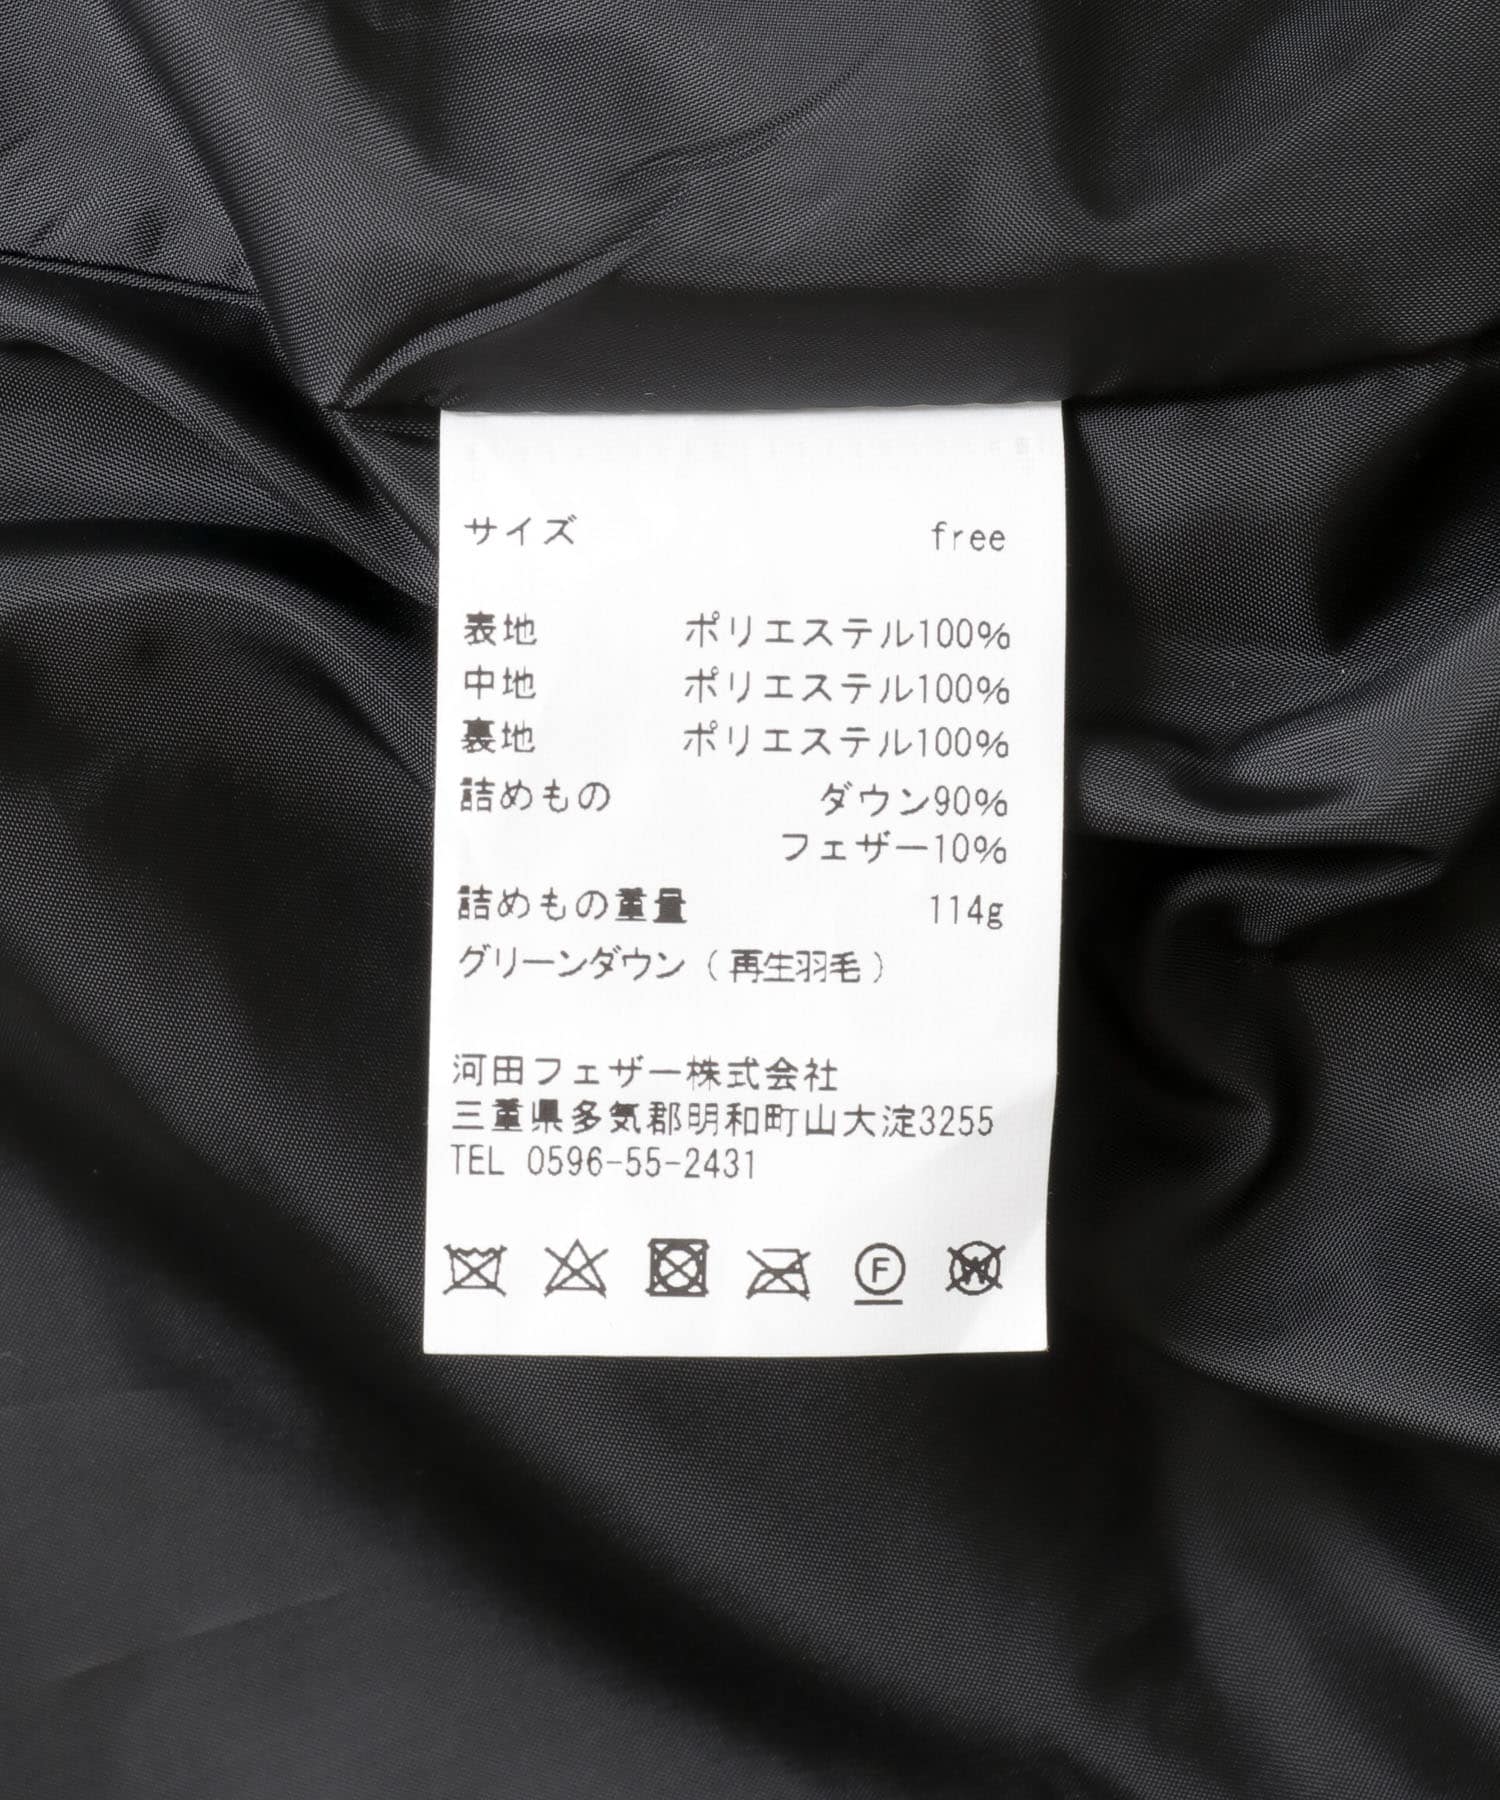 サイズ free
表地 ポリエステル100%
中地 ポリエステル100%
裏地 ポリエステル100%
詰めもの ダウン90%
フェザー10%
詰めもの重量 114g
グリーンダウン(再生羽毛)
河田フェザー株式会社
三重県多気郡明和町山大淀3255
TEL 0596-55-2431
F W